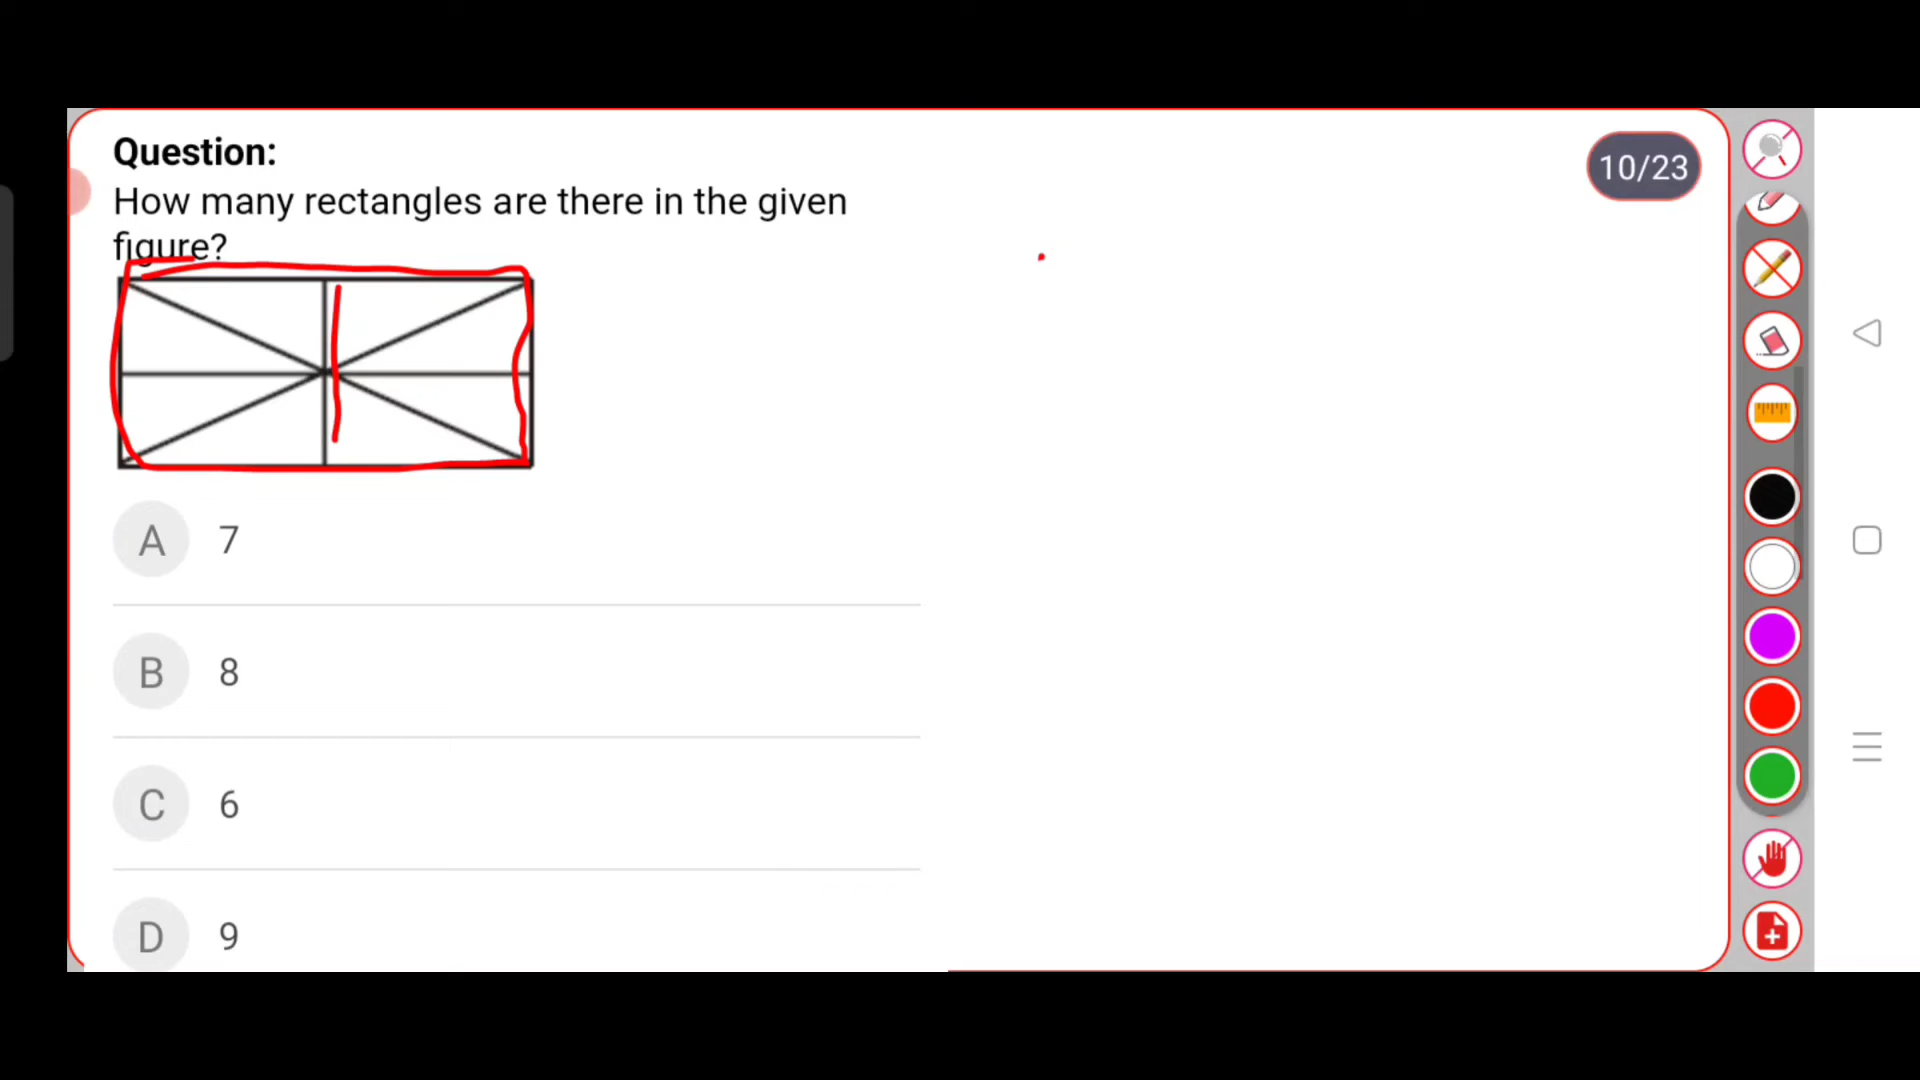 Question:
10/23
How many rectangles are there in the given
figure?
A 7
B 8
C 6
D 9